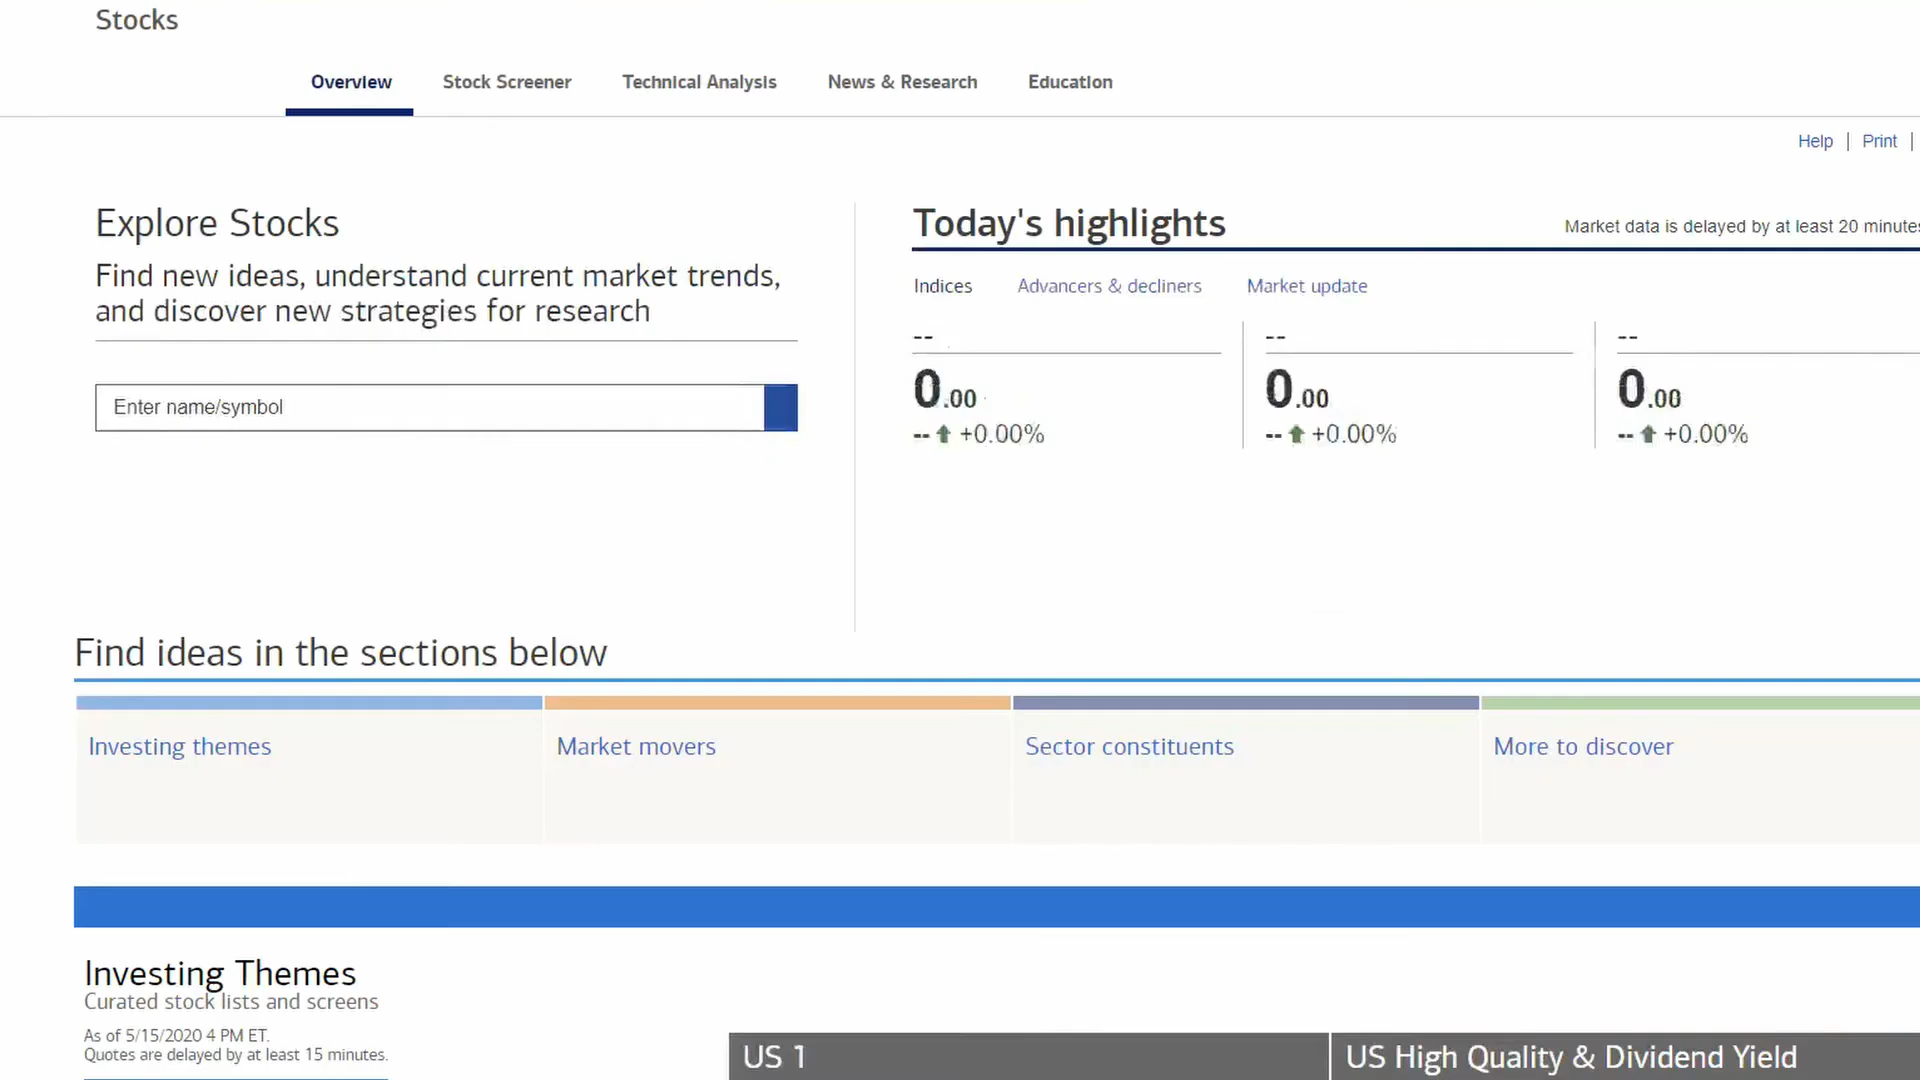 Stocks
Overview
Stock Screener
Technical Analysis
News & Research
Education
Help
Print
Explore Stocks
Find new ideas, understand current market trends,
and discover new strategies for research
Enter name/symbol
Today's highlights
Market data is delayed by at least 20 minutes
Indices
Advancers & decliners
Market update
-- -- --
0.00 0.00 0.00
-- +0.00% -- +0.00% -- +0.00%
Find ideas in the sections below
Investing themes
Market movers
Sector constituents
More to discover
Investing Themes
Curated stock lists and screens
As of 5/15/2020 4 PM ET.
Quotes are delayed by at least 15 minutes.
US 1
US High Quality & Dividend Yield